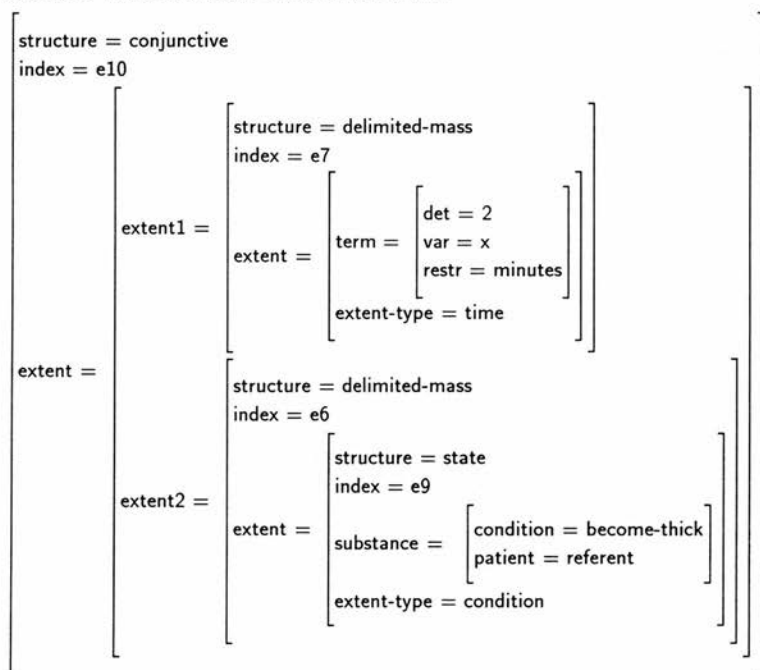 structure = conjunctive
index = e10
structure = delimited-mass
index = e7
det = 2
extent1 =
term =
var = x
extent =
restr = minutes
extent-type = time
extent =
structure = delimited-mass
index = e6
structure = state
index = e9
extent2 =
condition = become-thick
extent =
substance =
patient = referent
extent-type = condition